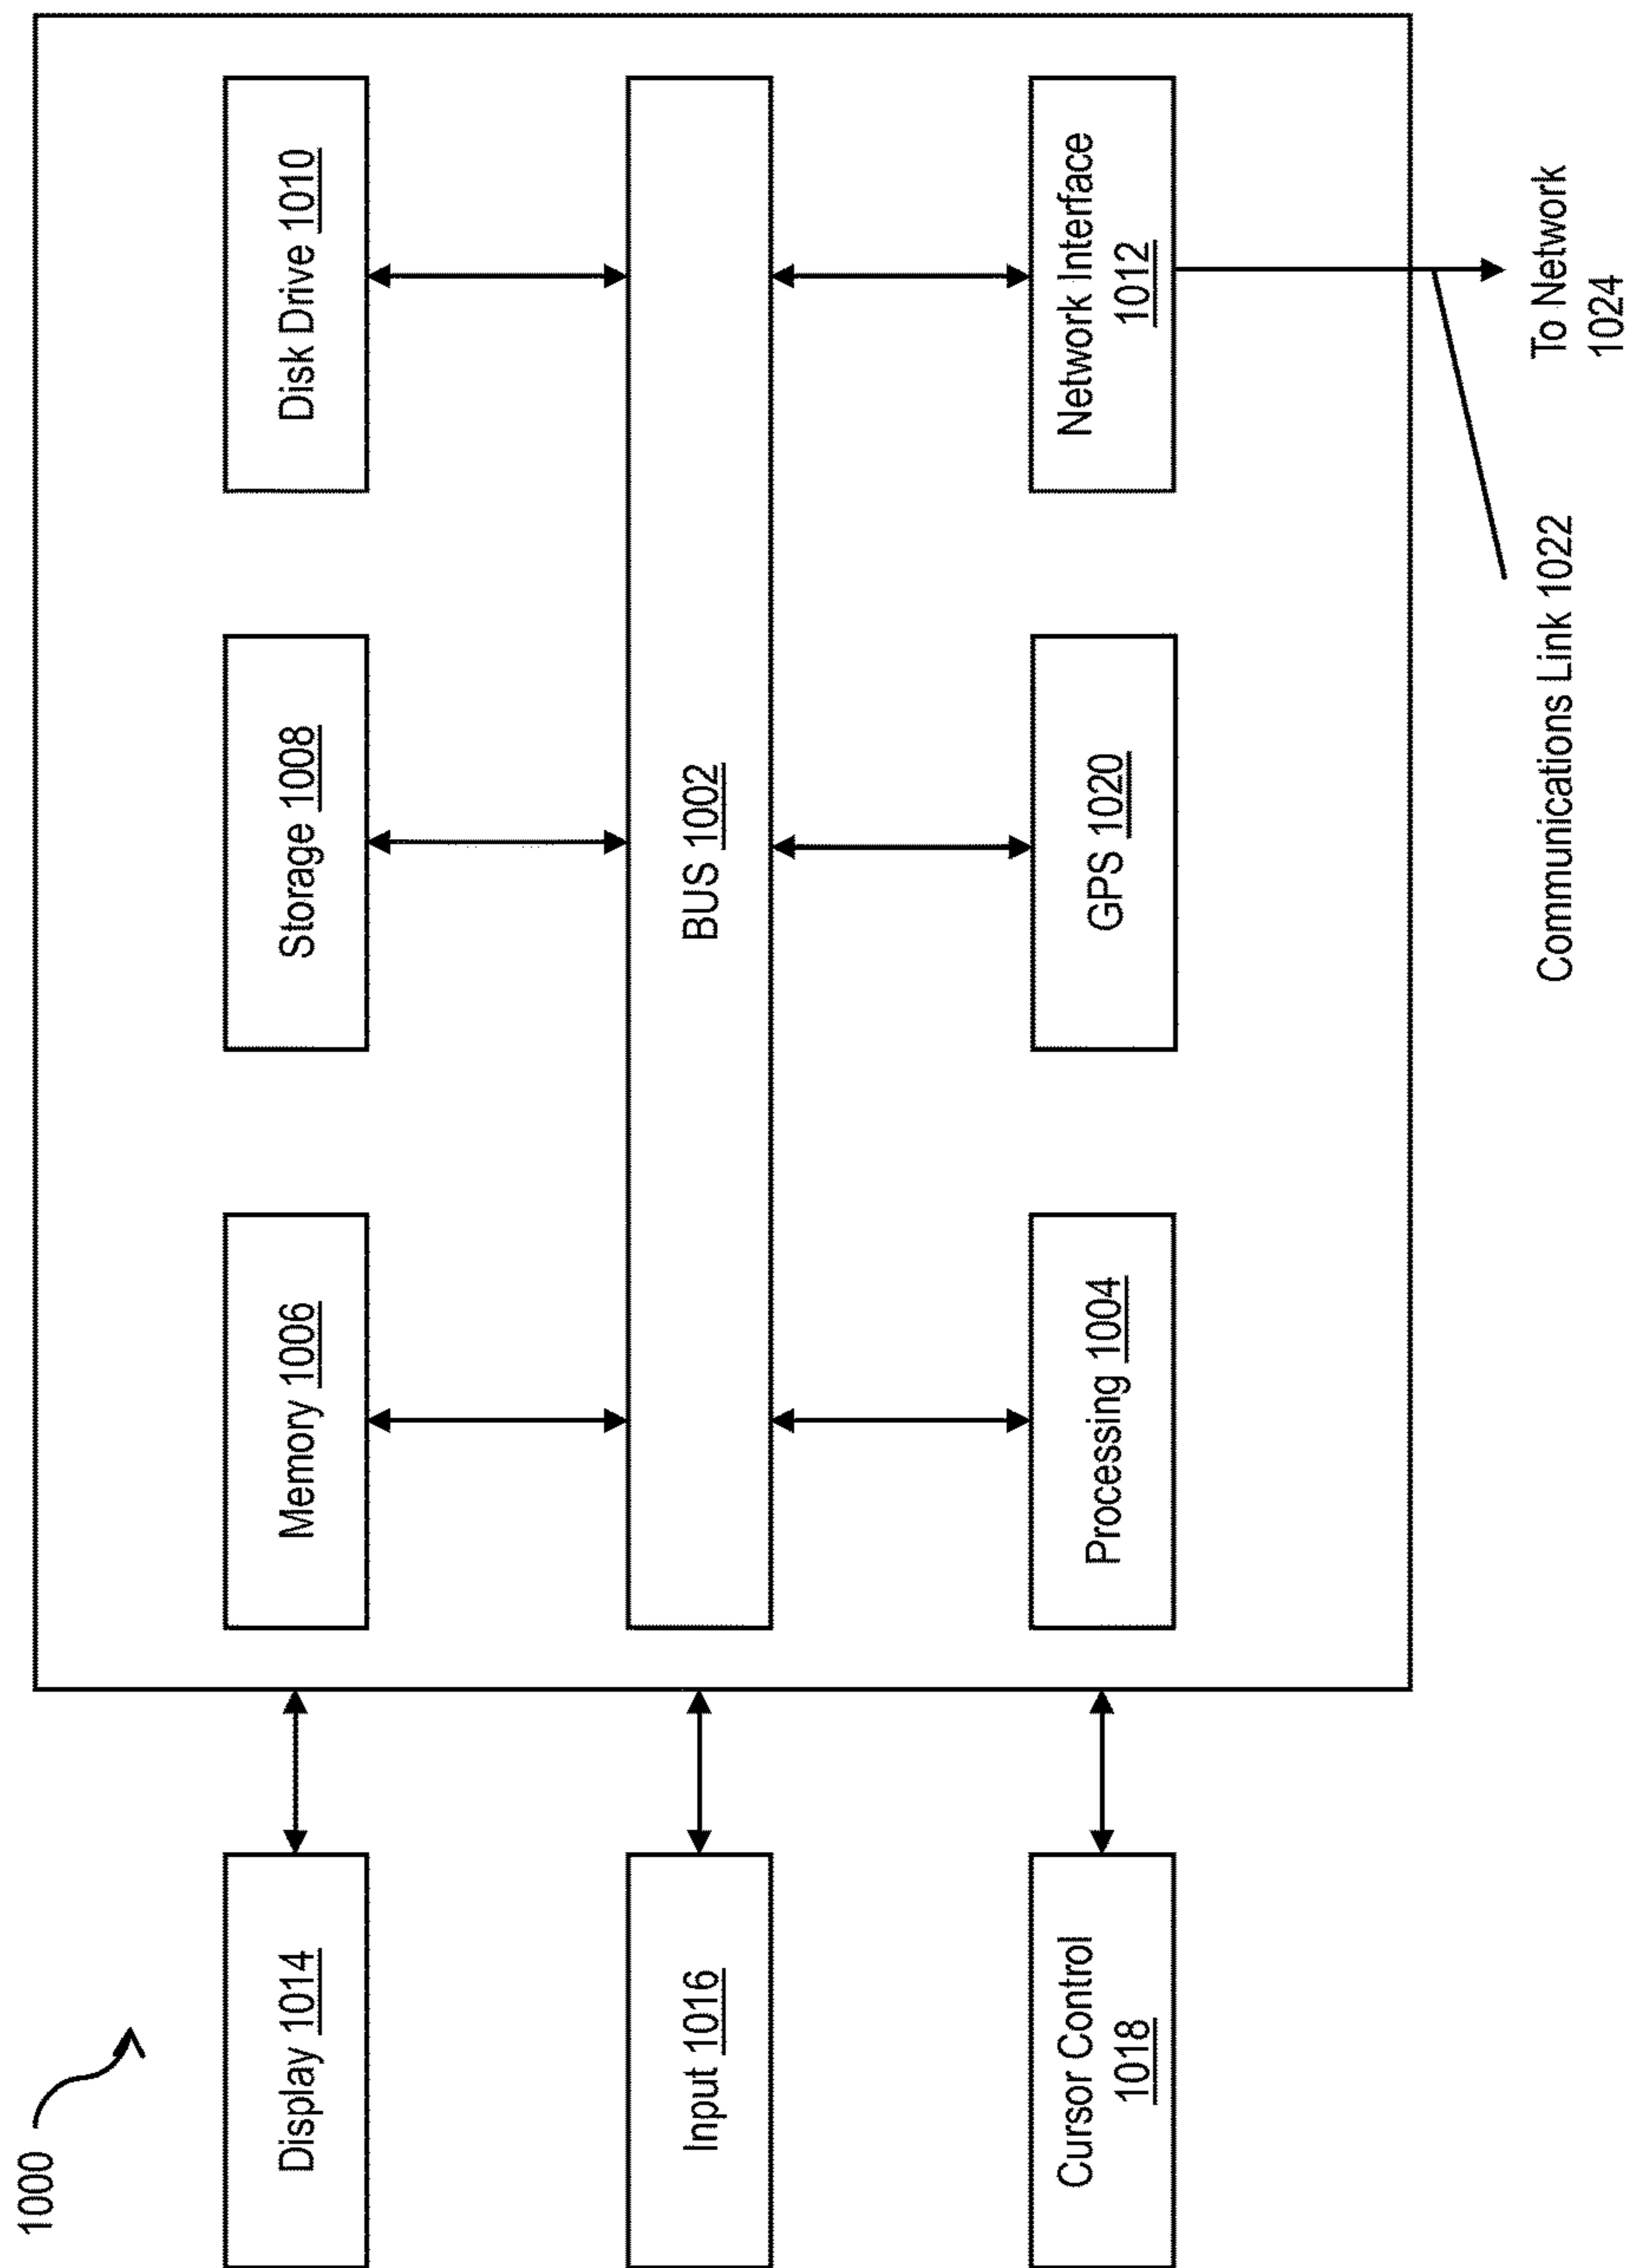 1000
Display 1014
Memory 1006
Storage 1008
Disk Drive 1010
Input 1016
BUS 1002
Cursor Control
1018
Processing 1004
GPS 1020
Network Interface
1012
Communications Link 1022
To Network
1024